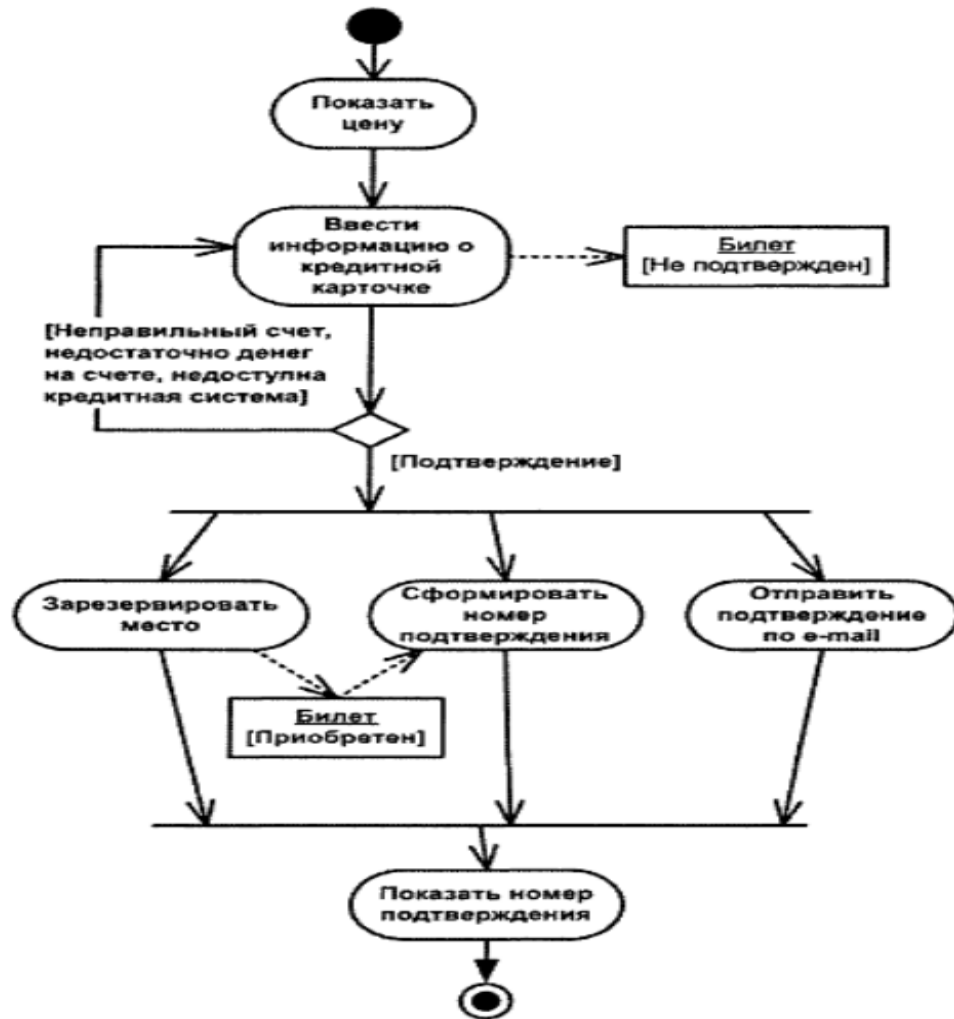 Показать
цену
Ввести
информацию о
кредитной
карточке
Билет
[Не подтвержден]
[Неправильный счет,
недостаточно денег
на счете, недоступна
кредитная система]
[Подтверждение]
Зарезервировать
место
Сформировать
номер
подтверждения
Отправить
подтверждение
по e-mail
Билет
[Приобретен]
Показать номер
подтверждения